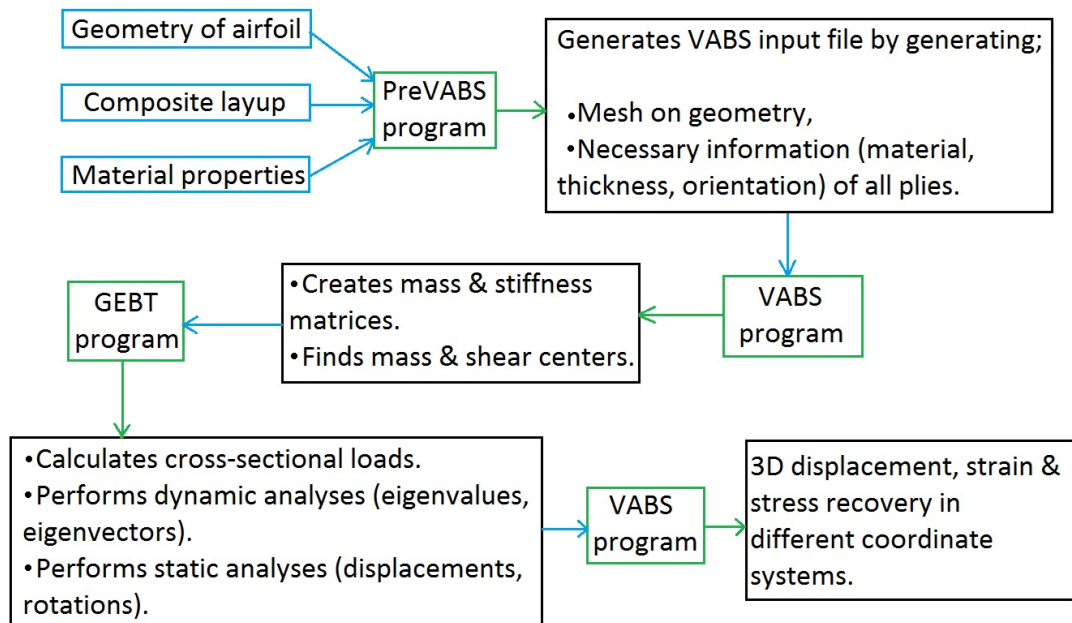 Geometry of airfoil
Composite layup
Material properties
PreVABS
program
Generates VABS input file by generating;
•Mesh on geometry,
•Necessary information (material,
thickness, orientation) of all plies.
VABS
program
•Creates mass & stiffness
matrices.
•Finds mass & shear centers.
GEBT
program
•Calculates cross-sectional loads.
•Performs dynamic analyses (eigenvalues,
eigenvectors).
•Performs static analyses (displacements,
rotations).
VABS
program
3D displacement, strain &
stress recovery in
different coordinate
systems.